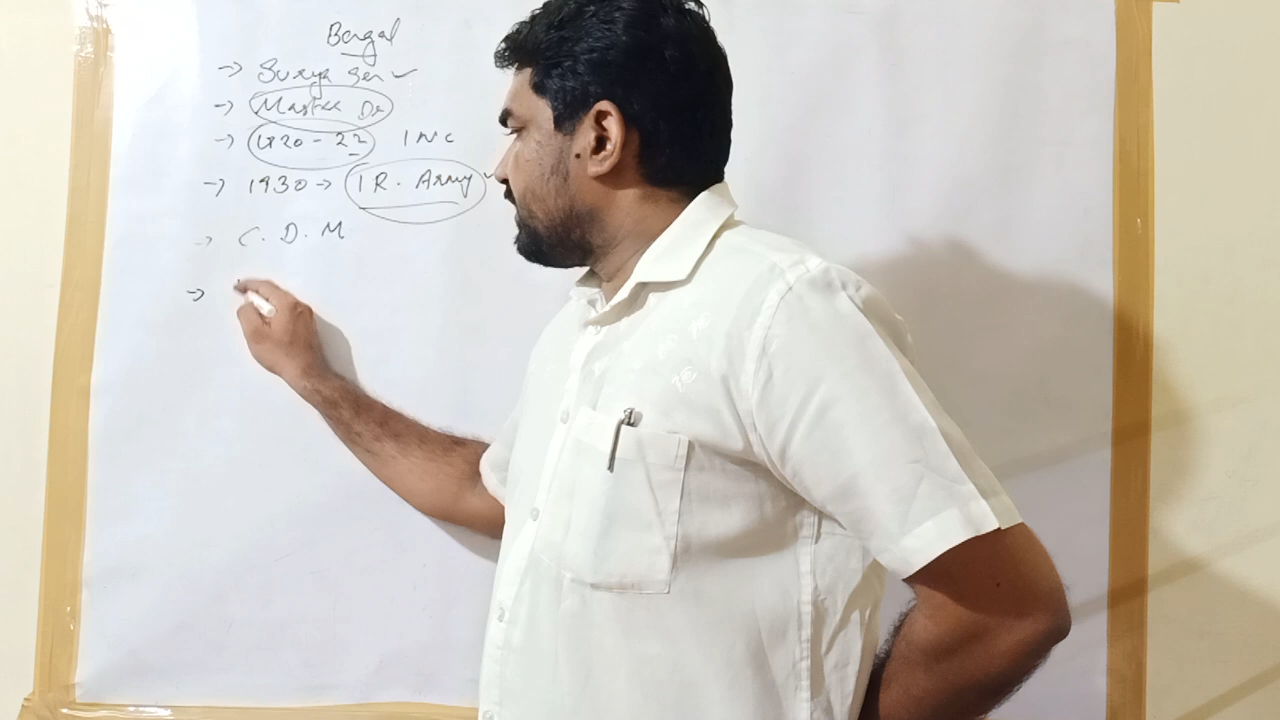 Bengal
→ Surya Sen ✓
→ Master Da
→ 1920-22 INC
→ 1930 → I R. Army ✓
→ C. D. M
→